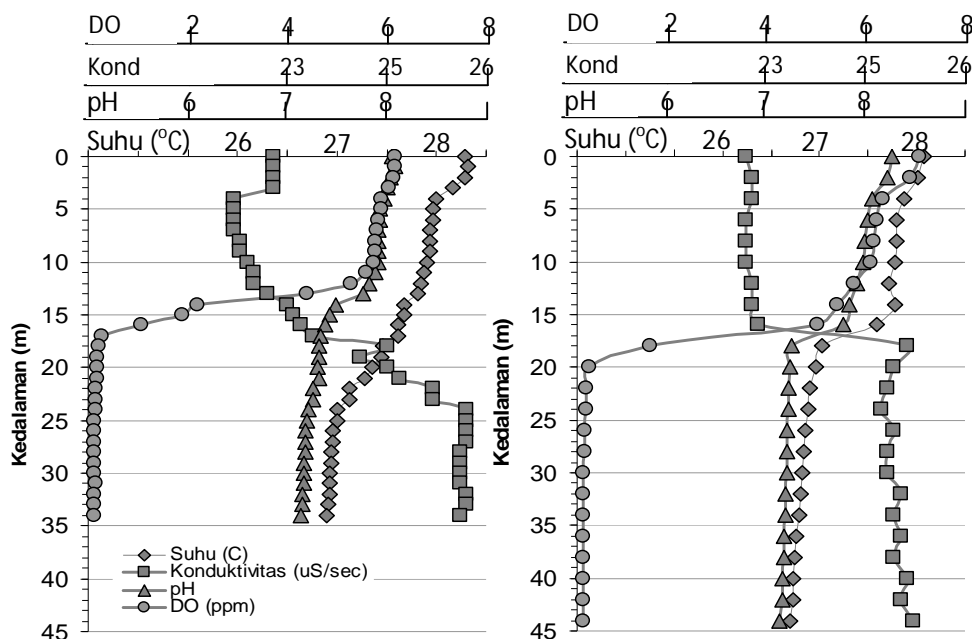 DO 2 4 6 8
Kond 23 25 26
pH 6 7 8
Suhu (°C) 26 27 28
0
5
10
15
20
25
30
35
40
45
Kedalaman (m)
Suhu (C)
Konduktivitas (uS/sec)
pH
DO (ppm)
DO 2 4 6 8
Kond 23 25 26
pH 6 7 8
Suhu (°C) 26 27 28
0
5
10
15
20
25
30
35
40
45
Kedalaman (m)